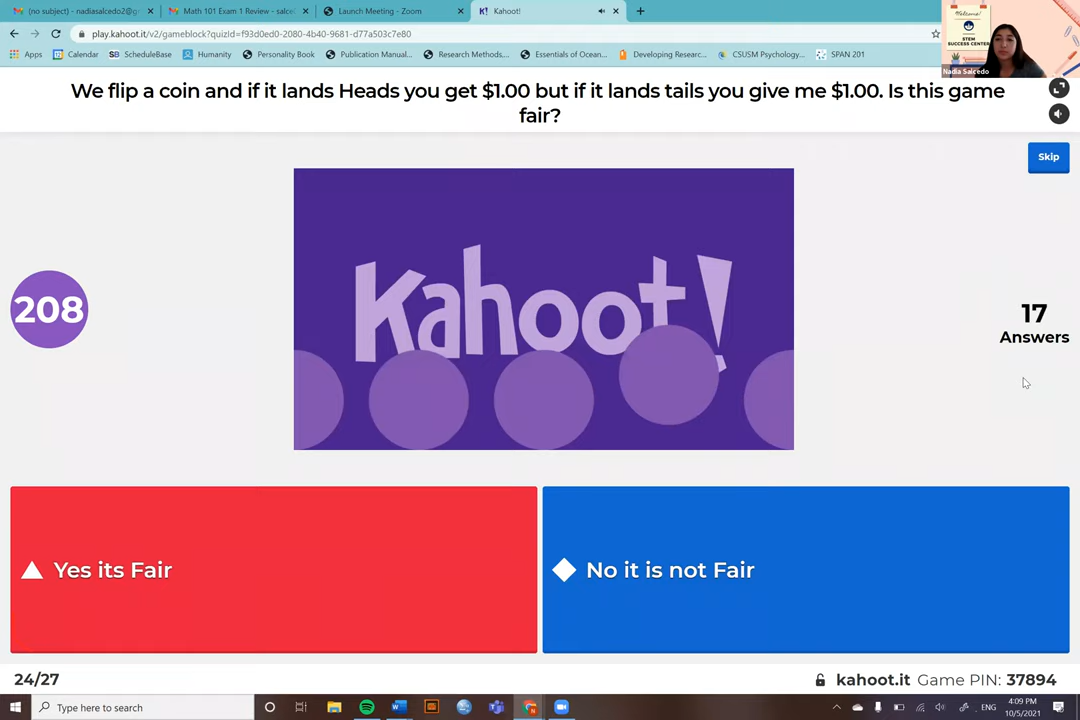 (no subject) - nadiasalcedo2@g
Math 101 Exam 1 Review - salce
Launch Meeting - Zoom
K! Kahoot!
play.kahoot.it/v2/gameblock?quizId=f93d0ed0-2080-4b40-9681-d77a503c7e80
Apps
Calendar
SB ScheduleBase
Humanity
Personality Book
Publication Manual...
Research Methods,...
Essentials of Ocean...
Developing Researc...
CSUSM Psychology...
SPAN 201
Welcome!
STEM
SUCCESS CENTER
Nadia Salcedo
We flip a coin and if it lands Heads you get $1.00 but if it lands tails you give me $1.00. Is this game
fair?
Skip
Kahoot!
208
17
Answers
Yes its Fair
No it is not Fair
24/27
kahoot.it Game PIN: 37894
Type here to search
ENG
4:09 PM
10/5/2021